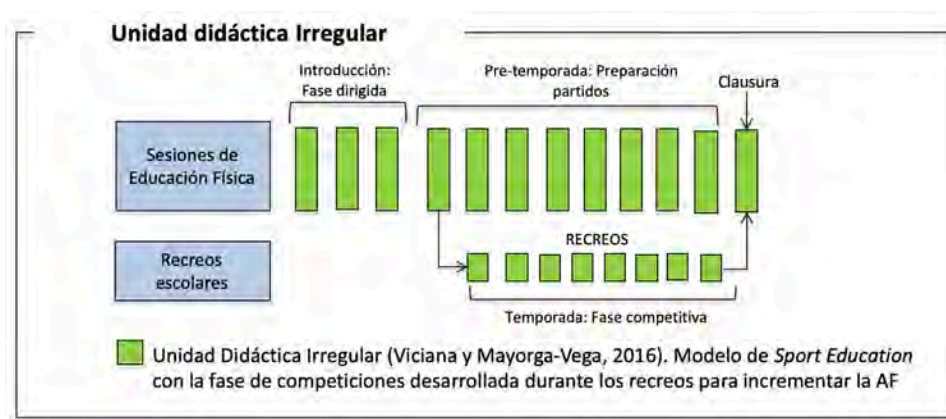 Unidad didáctica Irregular
Introducción:
Fase dirigida
Pre-temporada: Preparación
partidos
Clausura
Sesiones de
Educación Física
RECREOS
Recreos
escolares
Temporada: Fase competitiva
Unidad Didáctica Irregular (Viciana y Mayorga-Vega, 2016). Modelo de Sport Education
con la fase de competiciones desarrollada durante los recreos para incrementar la AF